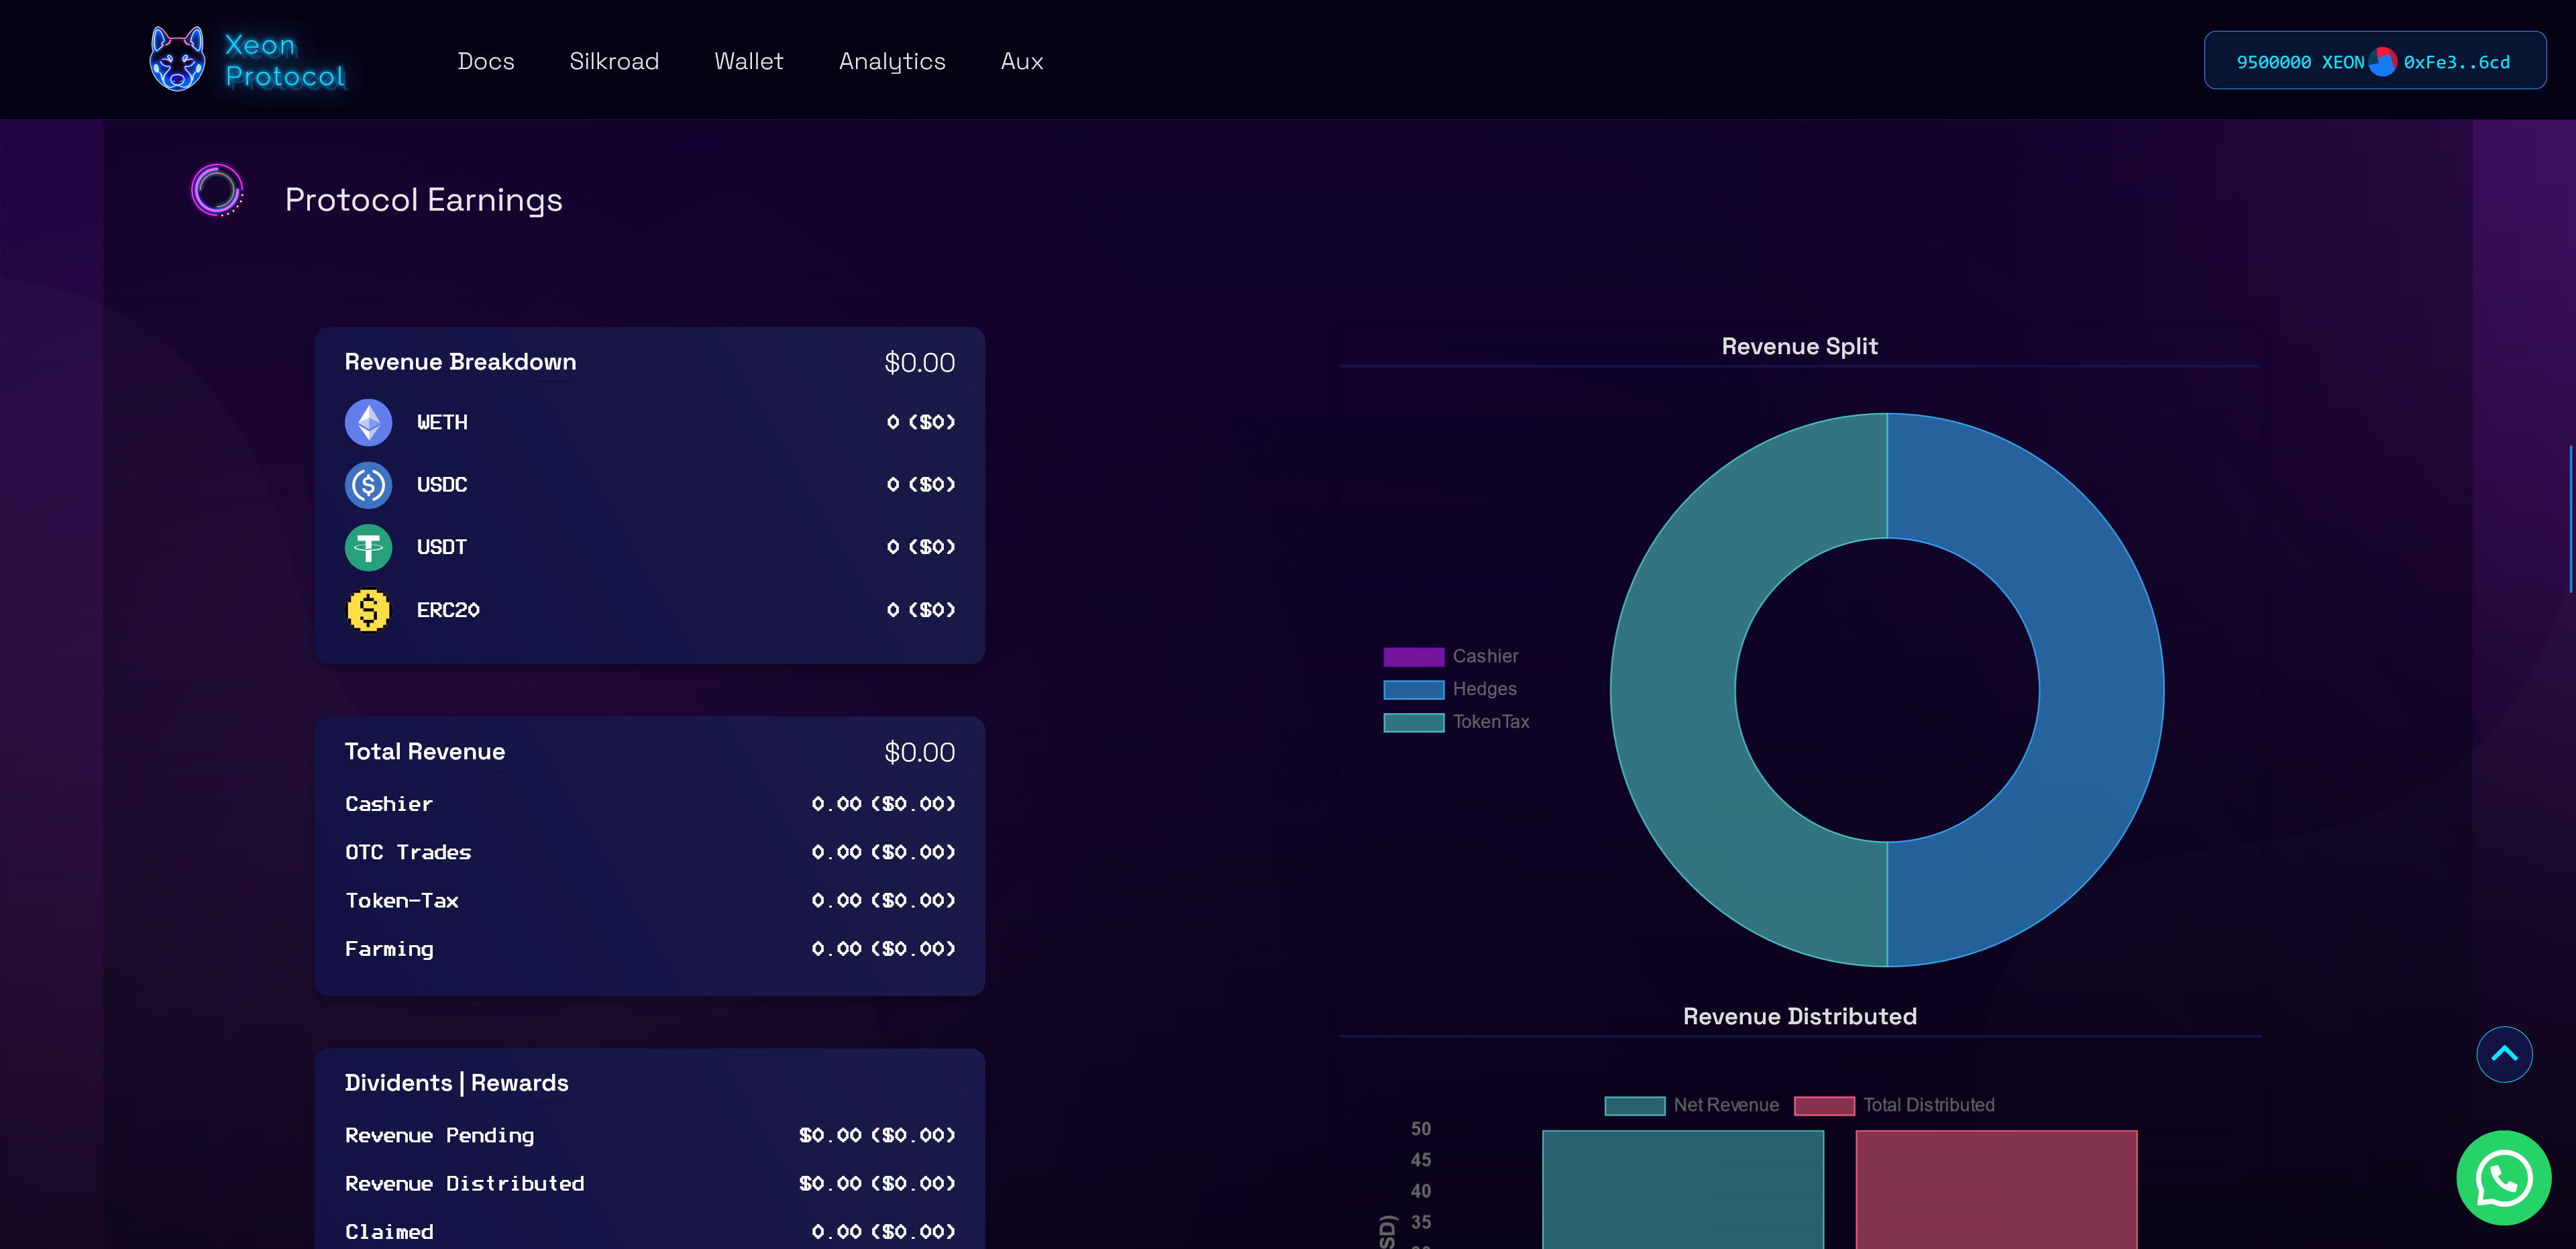 Xeon
Protocol
Docs
Silkroad
Wallet
Analytics
Aux
9500000 XEON 0xFe3..6cd
Protocol Earnings
Revenue Breakdown $0.00
WETH 0 ($0)
USDC 0 ($0)
USDT 0 ($0)
ERC20 0 ($0)
Total Revenue $0.00
Cashier 0.00 ($0.00)
OTC Trades 0.00 ($0.00)
Token-Tax 0.00 ($0.00)
Farming 0.00 ($0.00)
Dividents | Rewards
Revenue Pending $0.00 ($0.00)
Revenue Distributed $0.00 ($0.00)
Claimed 0.00 ($0.00)
Revenue Split
Cashier
Hedges
TokenTax
Revenue Distributed
Net Revenue Total Distributed
50
45
40
35